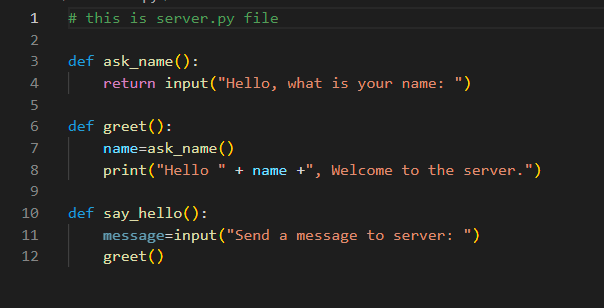 1 # this is server.py file
2
3 def ask_name():
4     return input("Hello, what is your name: ")
5
6 def greet():
7     name=ask_name()
8     print("Hello " + name +", Welcome to the server.")
9
10 def say_hello():
11     message=input("Send a message to server: ")
12     greet()